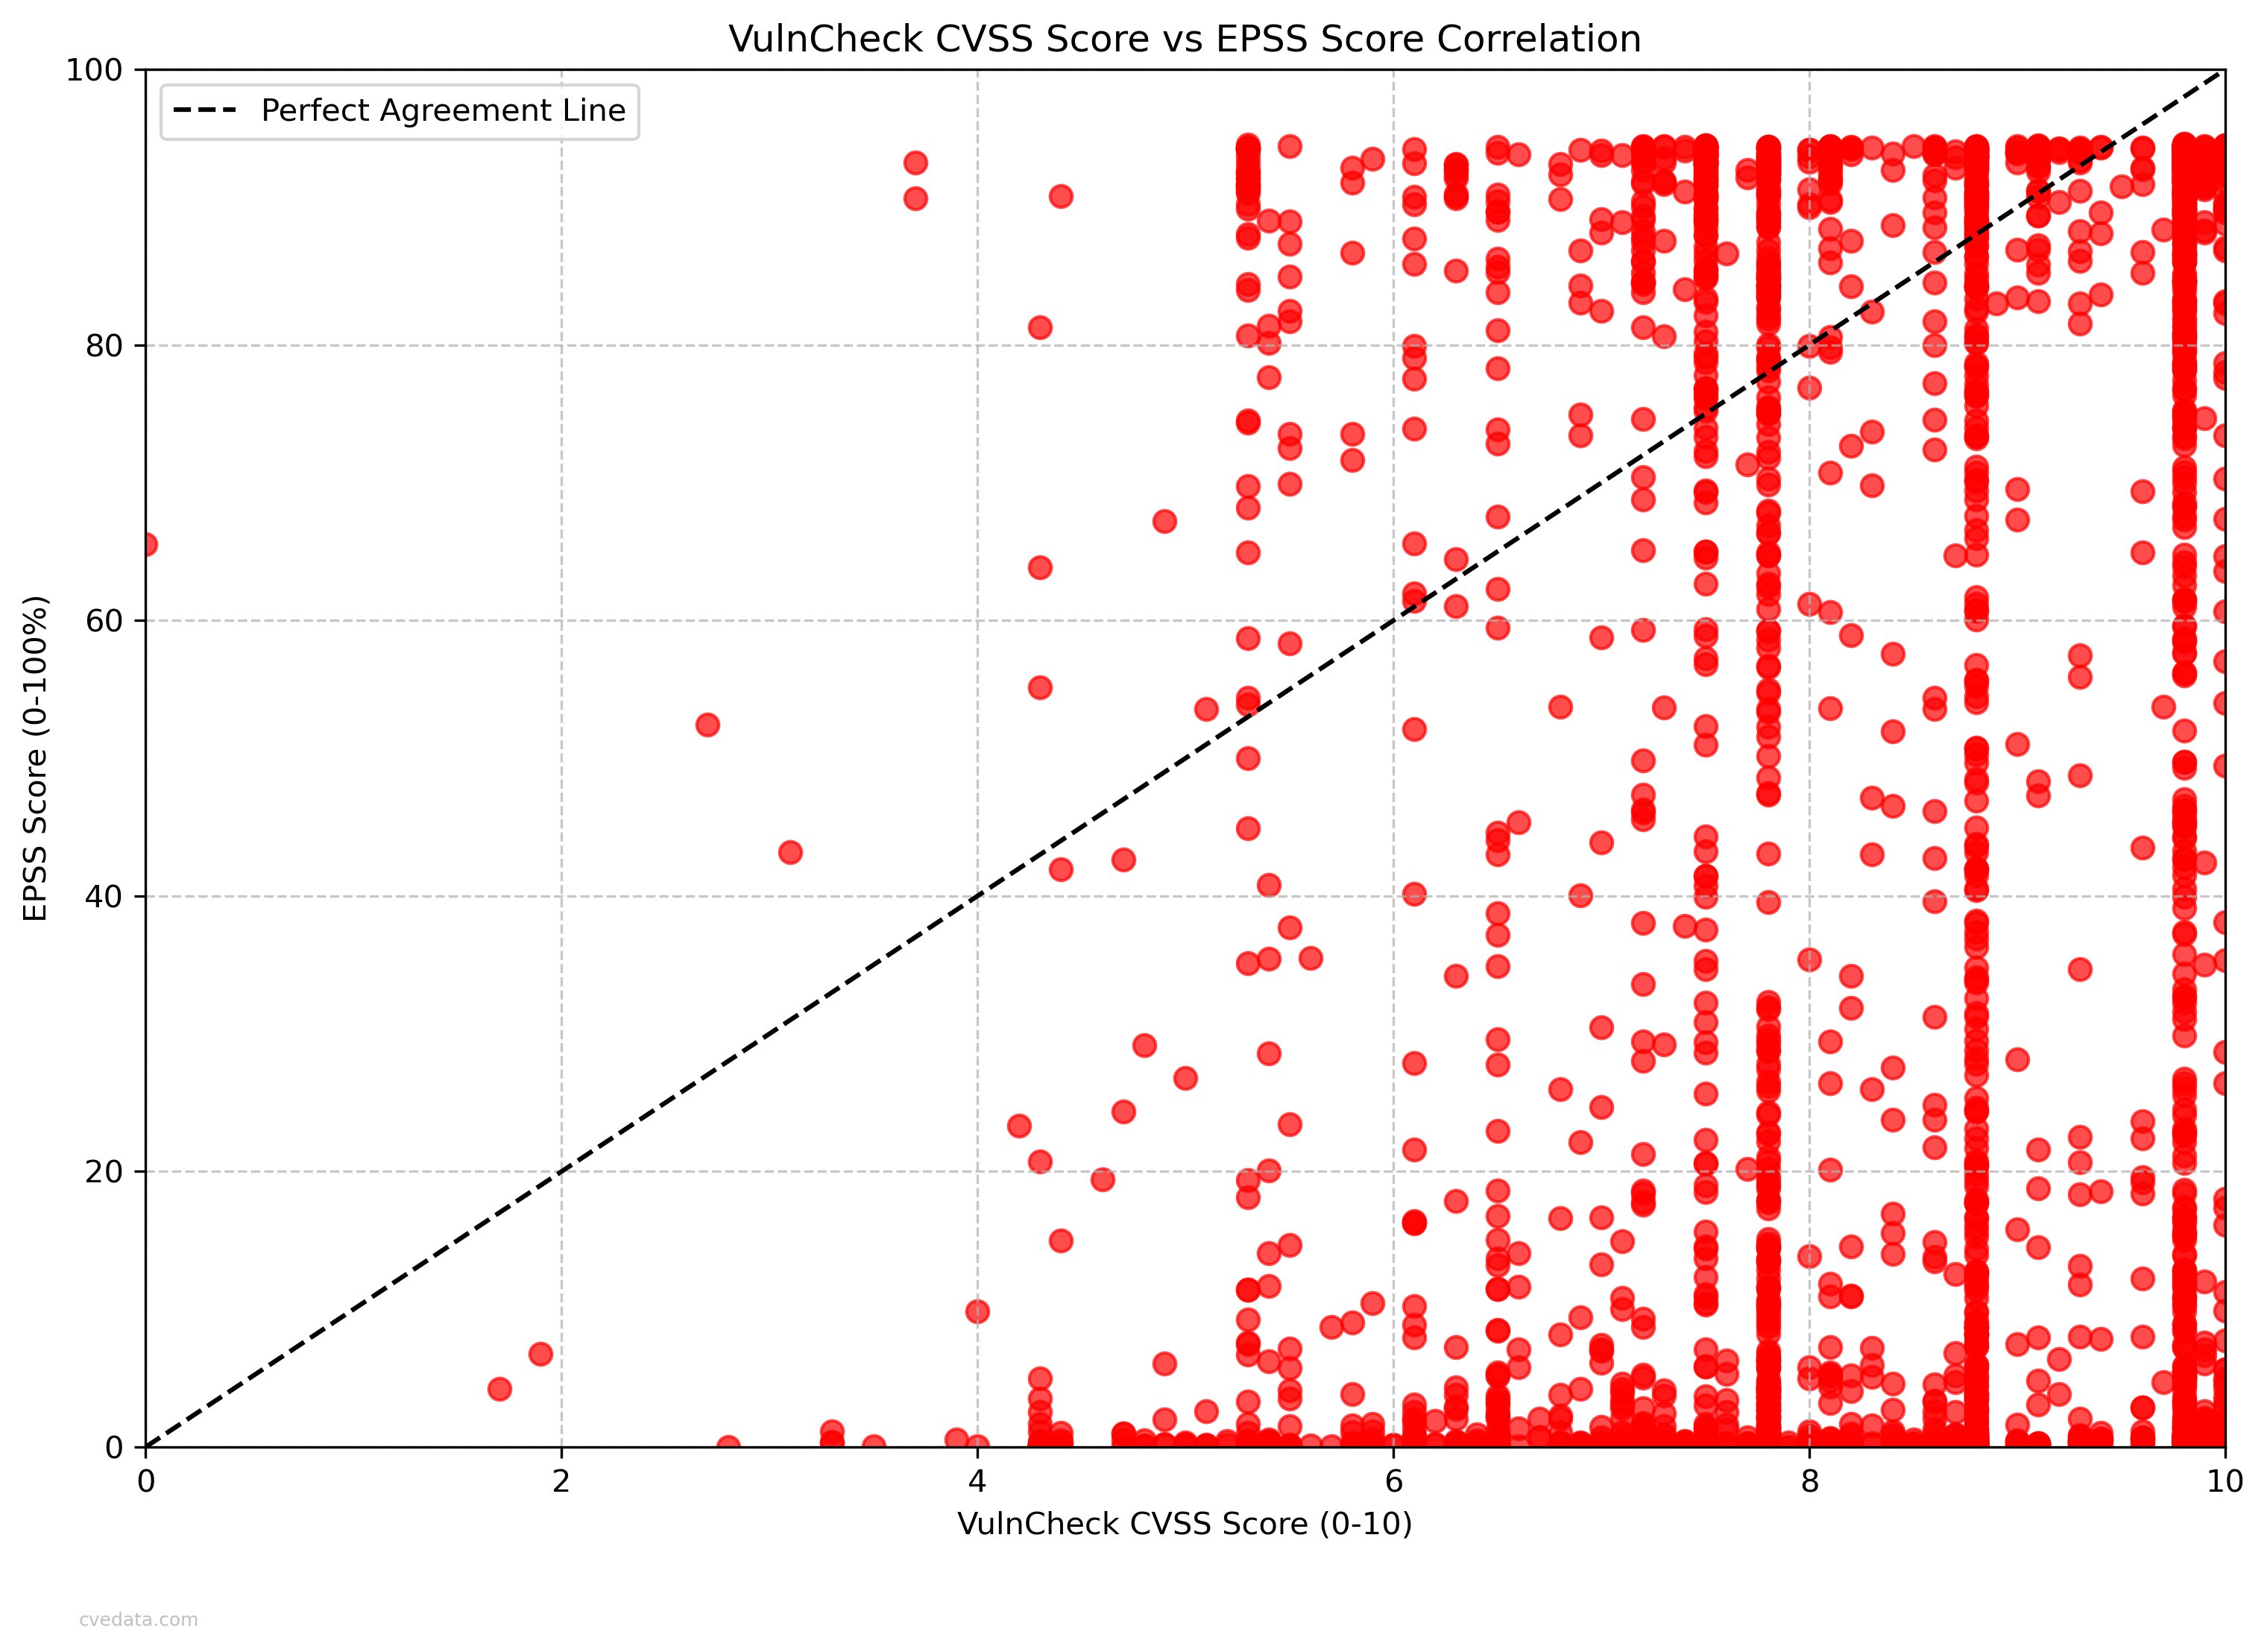 VulnCheck CVSS Score vs EPSS Score Correlation
100
80
60
40
20
0
EPSS Score (0-100%)
Perfect Agreement Line
0 2 4 6 8 10
VulnCheck CVSS Score (0-10)
cvedata.com